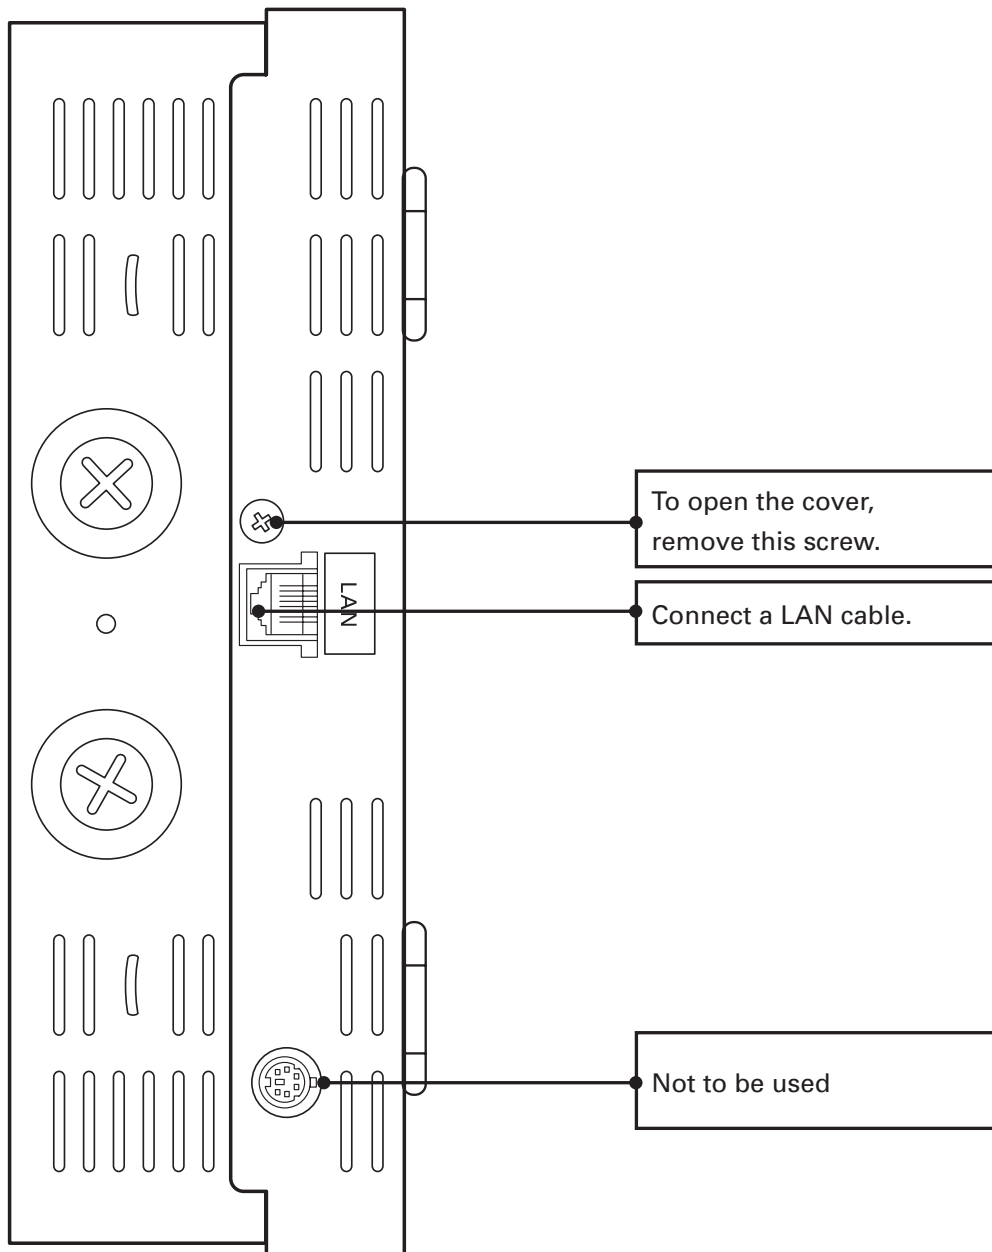 To open the cover,
remove this screw.
LAN
Connect a LAN cable.
Not to be used